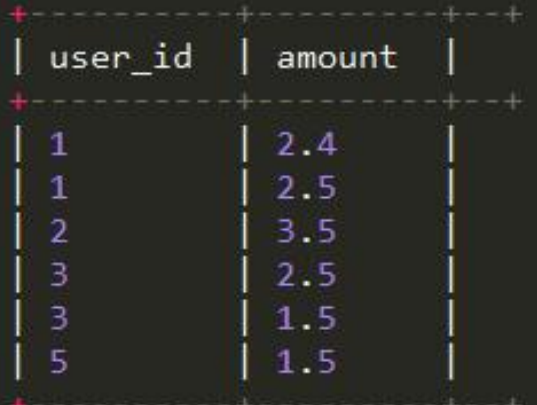 +----------+----------+---+
| user_id | amount |
+----------+----------+---+
| 1 | 2.4 |
| 1 | 2.5 |
| 2 | 3.5 |
| 3 | 2.5 |
| 3 | 1.5 |
| 5 | 1.5 |
+----------+----------+---+